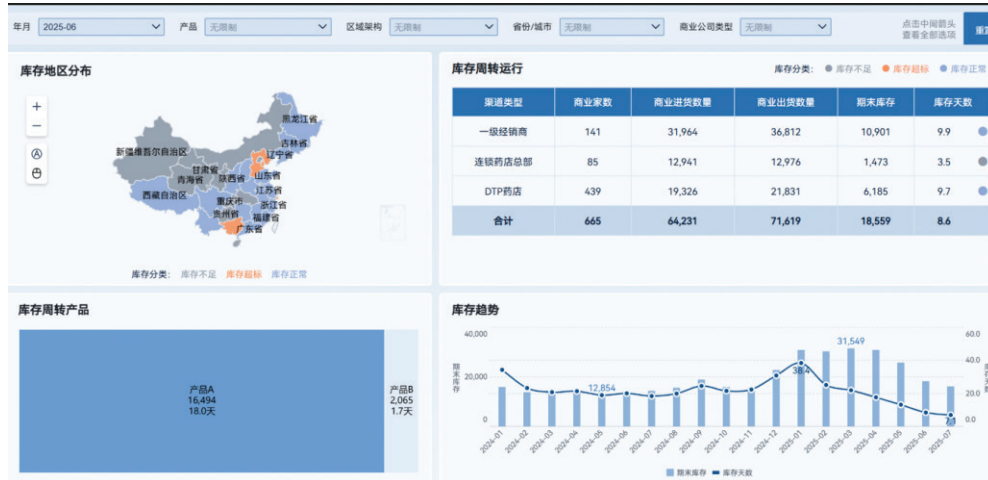 年月 2025-06 产品 无限制 区域架构 无限制 省份/城市 无限制 商业公司类型 无限制 点击中间箭头
查看全部选项
库存地区分布
黑龙江省
吉林省
新疆维吾尔自治区 辽宁省
甘肃省
青海省 陕西省 山东省
西藏自治区 江苏省
重庆市 浙江省
贵州省 福建省
广东省
库存分类: 库存不足 库存超标 库存正常
库存周转运行
库存分类: 库存不足 库存超标 库存正常
渠道类型 商业家数 商业进货数量 商业出货数量 期末库存 库存天数
一级经销商 141 31,964 36,812 10,901 9.9
连锁药店总部 85 12,941 12,976 1,473 3.5
DTP药店 439 19,326 21,831 6,185 9.7
合计 665 64,231 71,619 18,559 8.6
库存周转产品
产品A
16,494
18.0天
产品B
2,065
1.7天
库存趋势
40,000 60.0
31,549
40.0
38.4
期末库存
20,000
12,854
20.0
0 0.0
7.1
2024-01 2024-02 2024-03 2024-04 2024-05 2024-06 2024-07 2024-08 2024-09 2024-10 2024-11 2024-12 2025-01 2025-02 2025-03 2025-04 2025-05 2025-06 2025-07
期末库存 库存天数